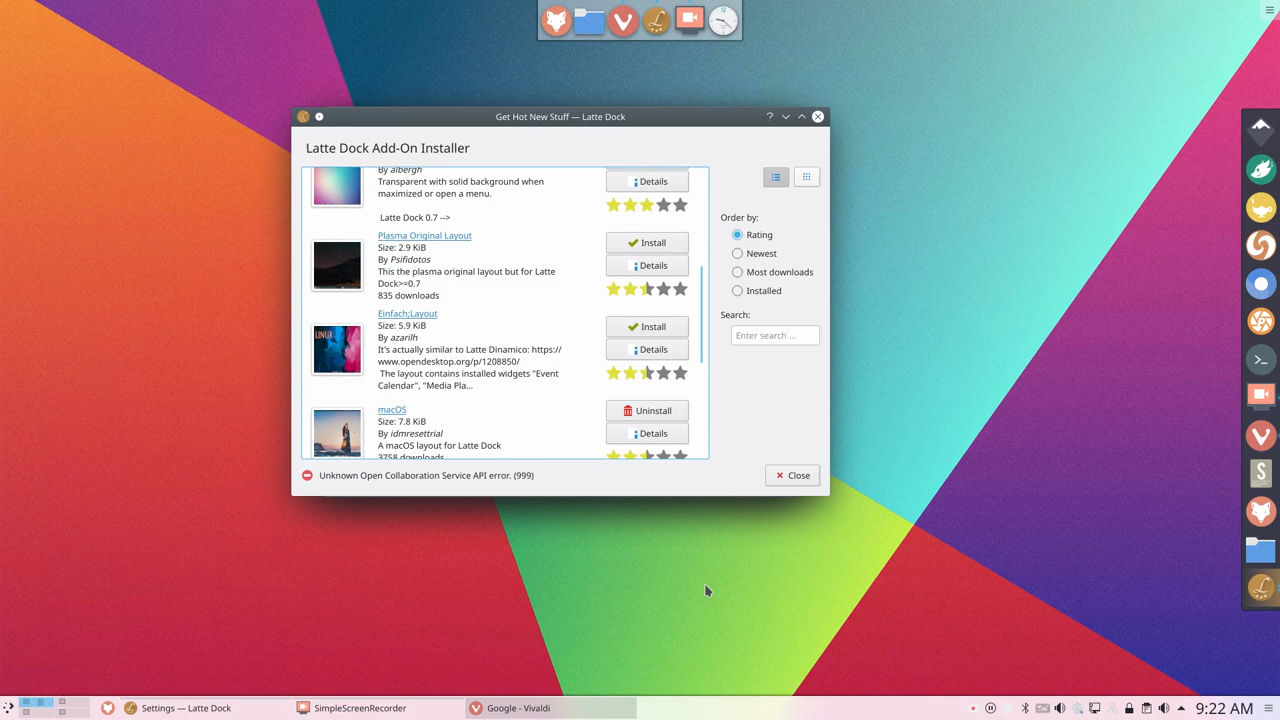 Get Hot New Stuff — Latte Dock
Latte Dock Add-On Installer
By albergh
Transparent with solid background when
maximized or open a menu.
Latte Dock 0.7 -->
Details
Plasma Original Layout
Size: 2.9 KiB
By Psifidotos
This the plasma original layout but for Latte
Dock>=0.7
835 downloads
Install
Details
Einfach;Layout
Size: 5.9 KiB
By azarilh
It's actually similar to Latte Dinamico: https://
www.opendesktop.org/p/1208850/
The layout contains installed widgets "Event
Calendar", "Media Pla...
Install
Details
LINUX
macOS
Size: 7.8 KiB
By idmresettrial
A macOS layout for Latte Dock
3758 downloads
Uninstall
Details
Order by:
Rating
Newest
Most downloads
Installed
Search:
Enter search ...
Unknown Open Collaboration Service API error. (999)
Close
Settings — Latte Dock
SimpleScreenRecorder
Google - Vivaldi
9:22 AM